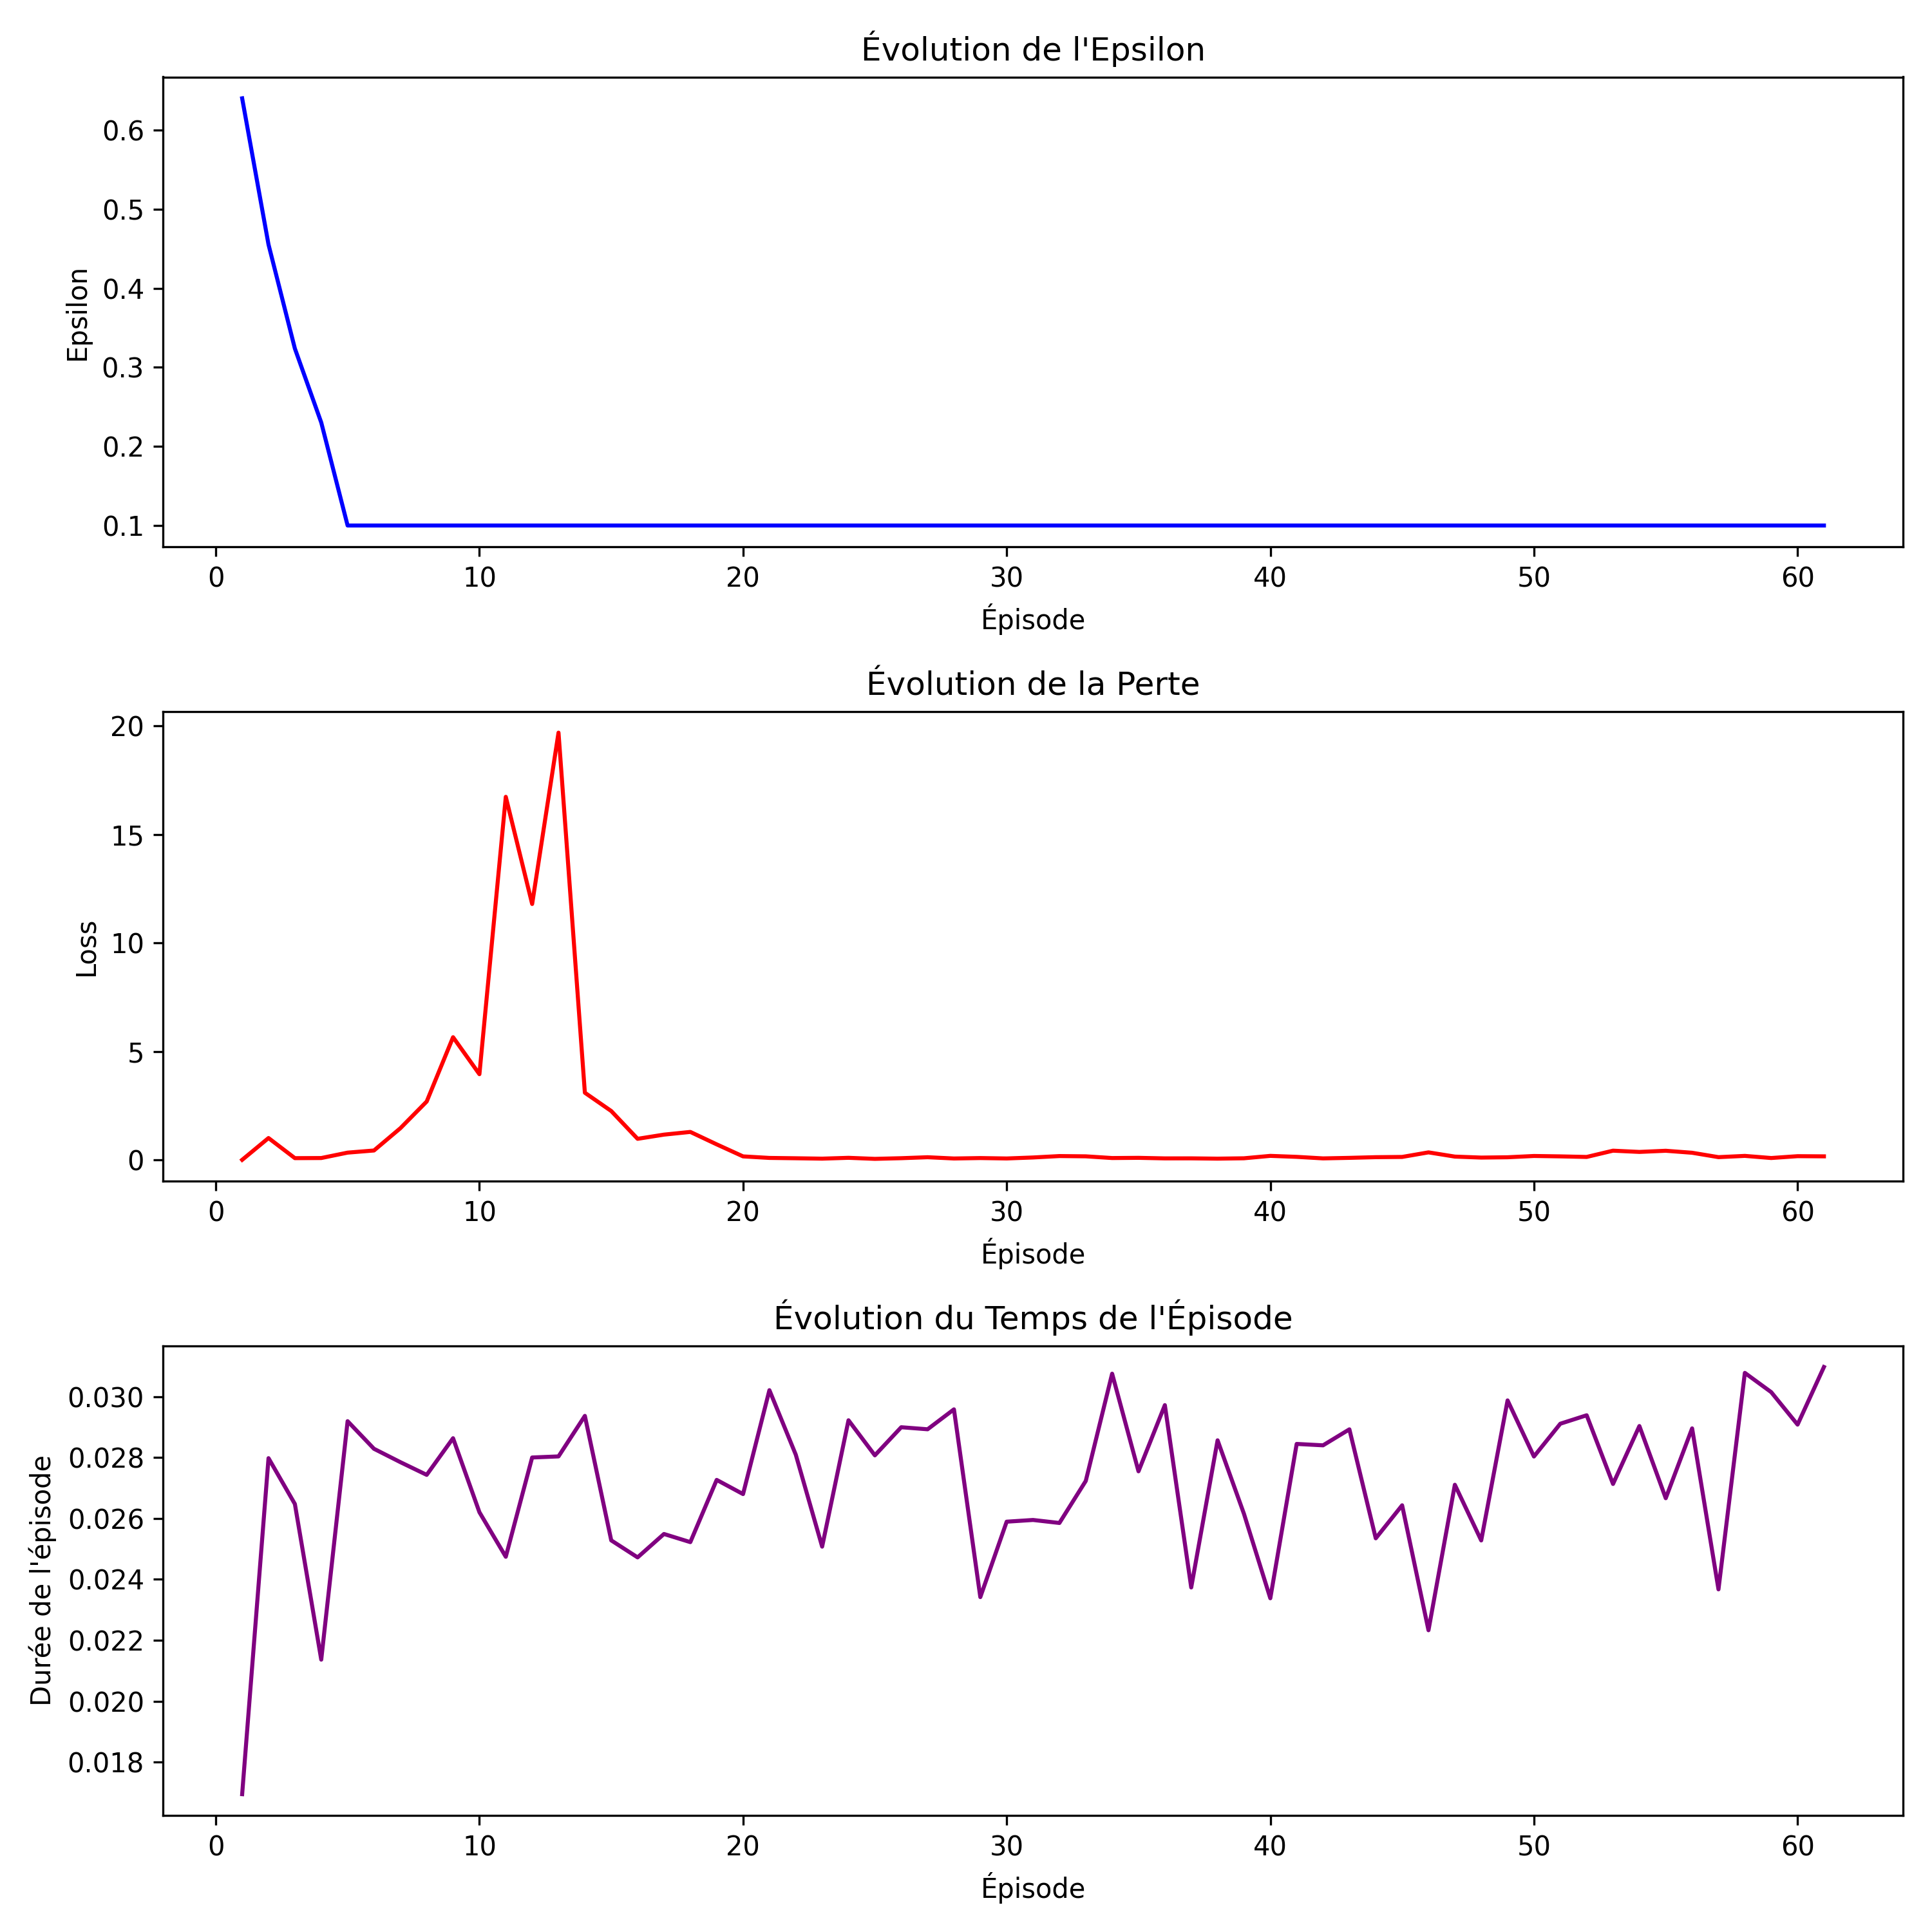 Évolution de l'Epsilon
Epsilon
0.6
0.5
0.4
0.3
0.2
0.1
0 10 20 30 40 50 60
Épisode
Évolution de la Perte
Loss
20
15
10
5
0
0 10 20 30 40 50 60
Épisode
Évolution du Temps de l'Épisode
Durée de l'épisode
0.030
0.028
0.026
0.024
0.022
0.020
0.018
0 10 20 30 40 50 60
Épisode